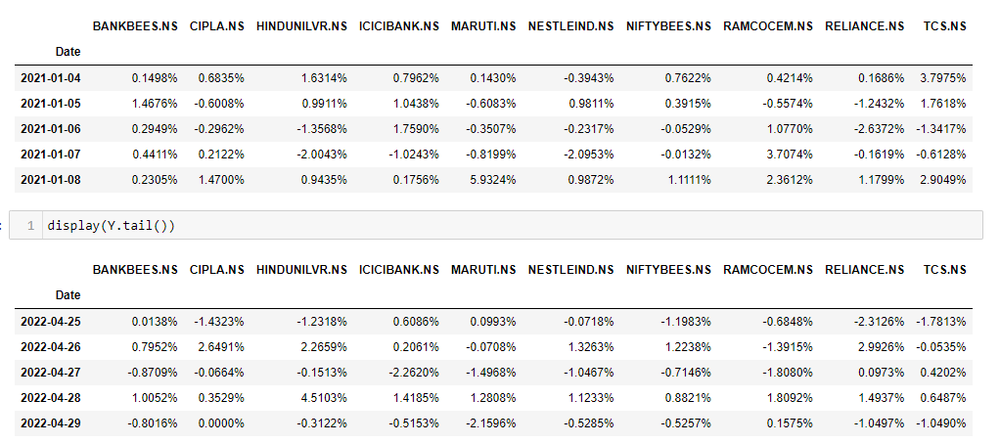 BANKBEES.NS CIPLA.NS HINDUNILVR.NS ICICIBANK.NS MARUTI.NS NESTLEIND.NS NIFTYBEES.NS RAMCOCEM.NS RELIANCE.NS TCS.NS
Date
2021-01-04 0.1498% 0.6835% 1.6314% 0.7962% 0.1430% -0.3943% 0.7622% 0.4214% 0.1686% 3.7975%
2021-01-05 1.4676% -0.6008% 0.9911% 1.0438% -0.6083% 0.9811% 0.3915% -0.5574% -1.2432% 1.7618%
2021-01-06 0.2949% -0.2962% -1.3568% 1.7590% -0.3507% -0.2317% -0.0529% 1.0770% -2.6372% -1.3417%
2021-01-07 0.4411% 0.2122% -2.0043% -1.0243% -0.8199% -2.0953% -0.0132% 3.7074% -0.1619% -0.6128%
2021-01-08 0.2305% 1.4700% 0.9435% 0.1756% 5.9324% 0.9872% 1.1111% 2.3612% 1.1799% 2.9049%
: 1 display(Y.tail())
BANKBEES.NS CIPLA.NS HINDUNILVR.NS ICICIBANK.NS MARUTI.NS NESTLEIND.NS NIFTYBEES.NS RAMCOCEM.NS RELIANCE.NS TCS.NS
Date
2022-04-25 0.0138% -1.4323% -1.2318% 0.6086% 0.0993% -0.0718% -1.1983% -0.6848% -2.3126% -1.7813%
2022-04-26 0.7952% 2.6491% 2.2659% 0.2061% -0.0708% 1.3263% 1.2238% -1.3915% 2.9926% -0.0535%
2022-04-27 -0.8709% -0.0664% -0.1513% -2.2620% -1.4968% -1.0467% -0.7146% -1.8080% 0.0973% 0.4202%
2022-04-28 1.0052% 0.3529% 4.5103% 1.4185% 1.2808% 1.1233% 0.8821% 1.8092% 1.4937% 0.6487%
2022-04-29 -0.8016% 0.0000% -0.3122% -0.5153% -2.1596% -0.5285% -0.5257% 0.1575% -1.0497% -1.0490%